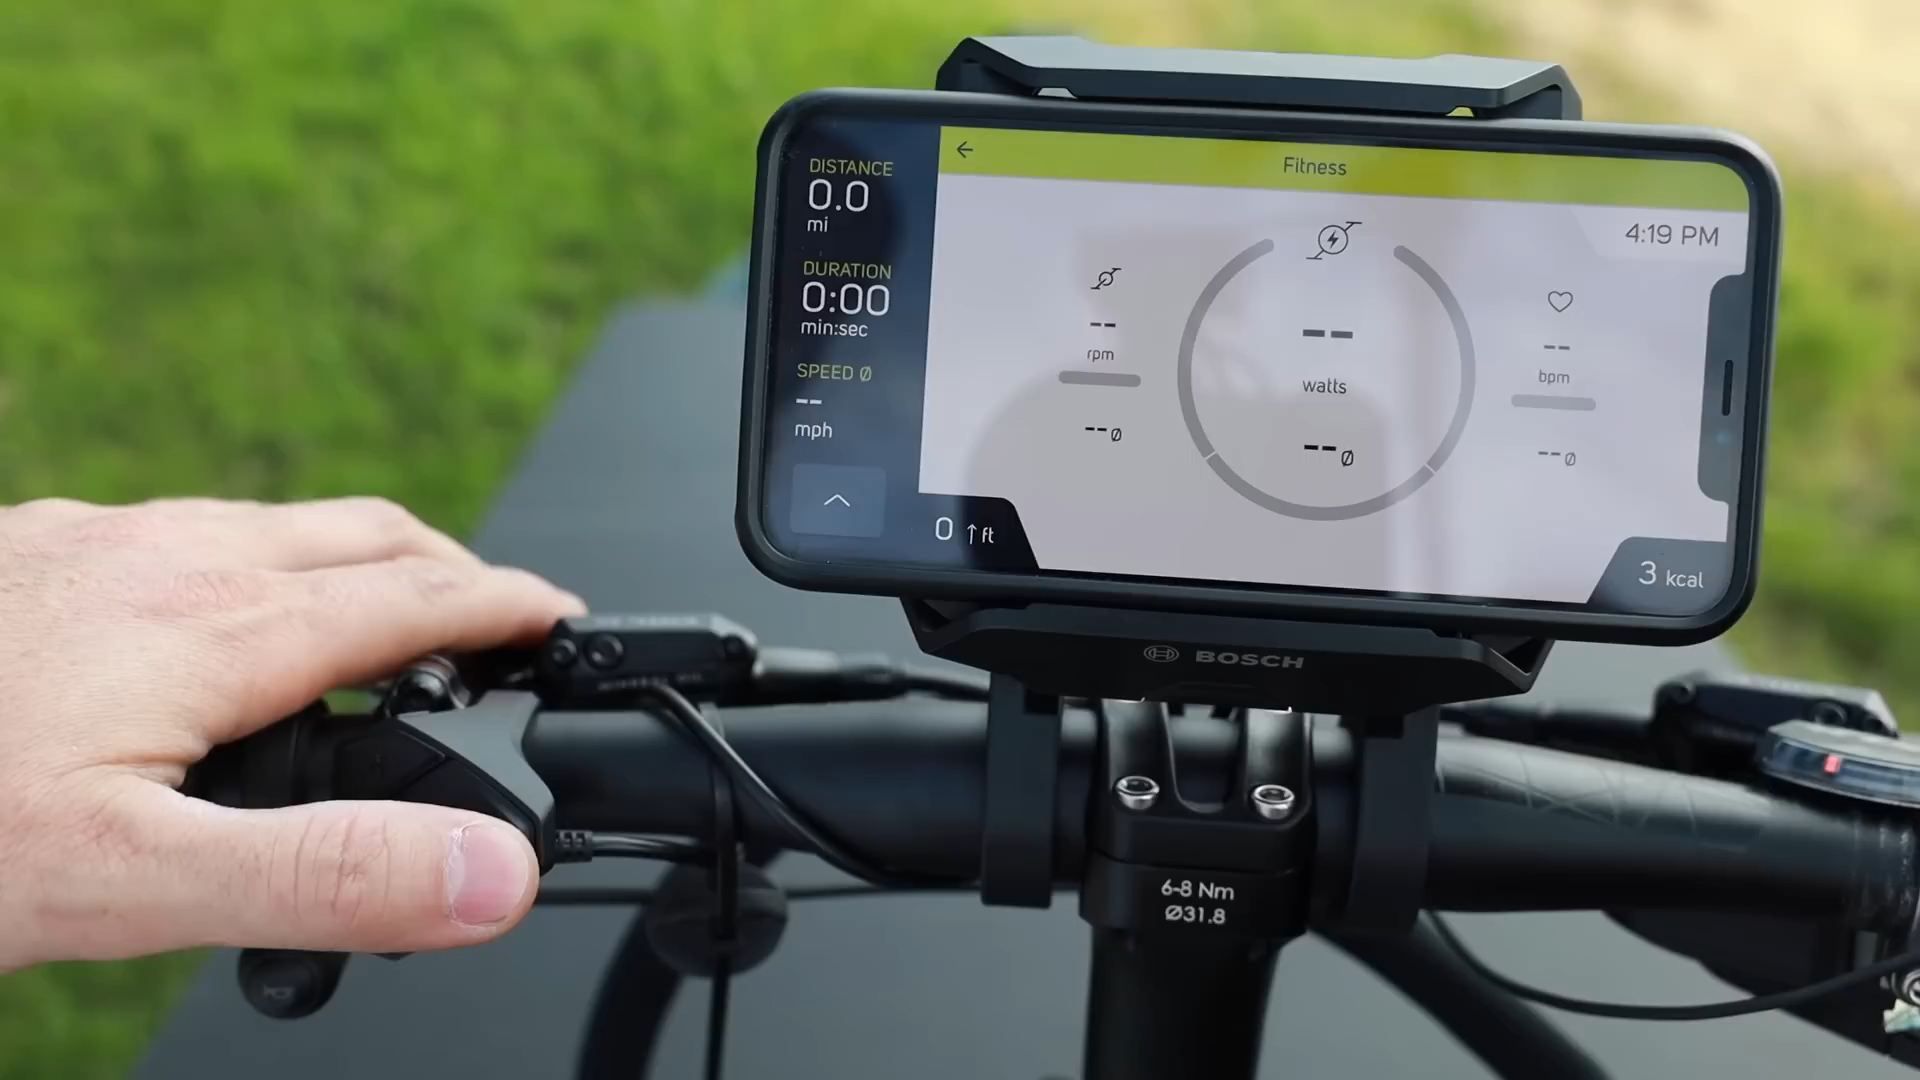 DISTANCE
0.0
mi
DURATION
0:00
min:sec
SPEED Ø
--
mph
0 ↑ ft
←
Fitness
4:19 PM
--
rpm
-- Ø
--
watts
-- Ø
--
bpm
-- Ø
3 kcal
BOSCH
6-8 Nm
Ø31.8